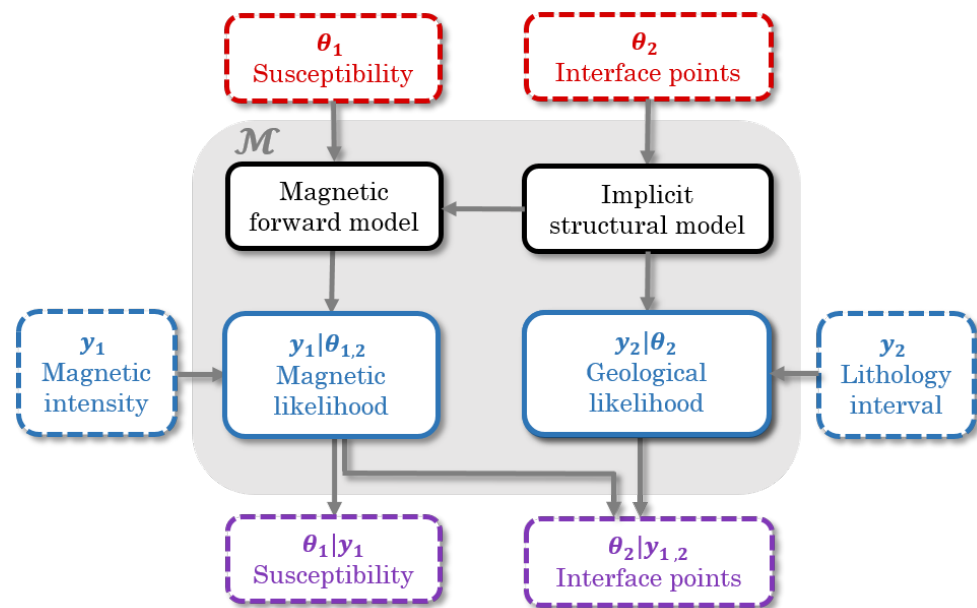 θ₁
Susceptibility
θ₂
Interface points
ℳ
Magnetic
forward model
Implicit
structural model
y₁
Magnetic
intensity
y₁|θ₁,₂
Magnetic
likelihood
y₂|θ₂
Geological
likelihood
y₂
Lithology
interval
θ₁|y₁
Susceptibility
θ₂|y₁,₂
Interface points